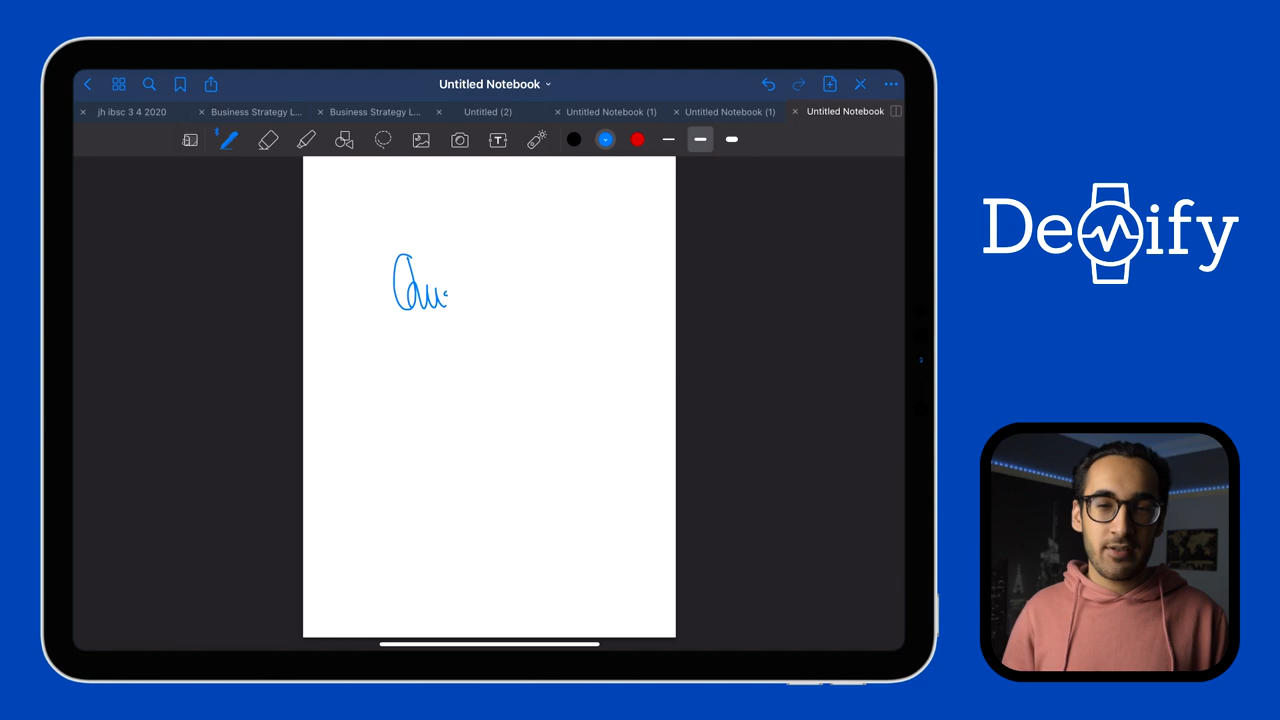 Untitled Notebook
jh ibsc 3 4 2020
Business Strategy L...
Business Strategy L...
Untitled (2)
Untitled Notebook (1)
Untitled Notebook (1)
Untitled Notebook
T